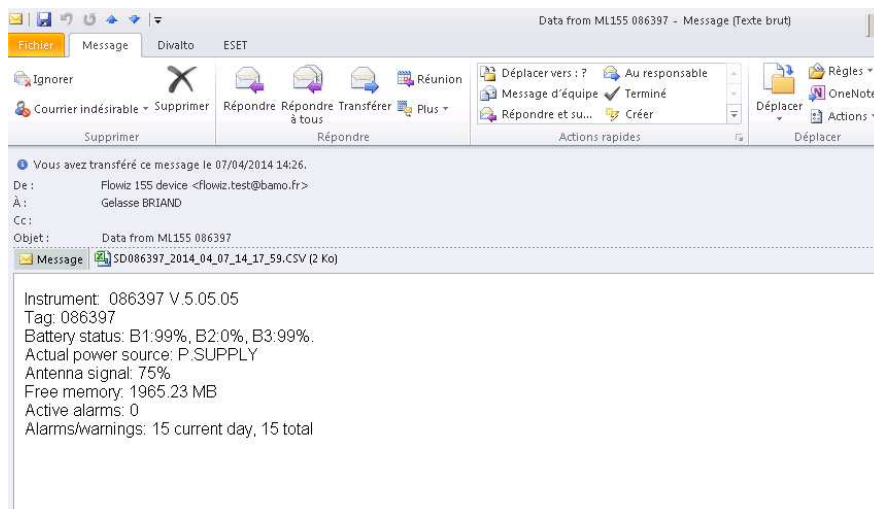 Data from ML155 086397 - Message (Texte brut)
Fichier Message Divalto ESET
Ignorer
Courrier indésirable
Supprimer
Répondre
Répondre à tous
Transférer
Réunion
Plus
Déplacer vers : ?
Message d'équipe
Répondre et su...
Au responsable
Terminé
Créer
Déplacer
Règles
OneNote
Actions
Supprimer Répondre Actions rapides Déplacer
Vous avez transféré ce message le 07/04/2014 14:26.
De : Flowiz 155 device <flowiz.test@bamo.fr>
À : Gelasse BRIAND
Cc :
Objet : Data from ML155 086397
Message SD086397_2014_04_07_14_17_59.CSV (2 Ko)
Instrument: 086397 V.5.05.05
Tag: 086397
Battery status: B1:99%, B2:0%, B3:99%.
Actual power source: P.SUPPLY
Antenna signal: 75%
Free memory: 1965.23 MB
Active alarms: 0
Alarms/warnings: 15 current day, 15 total